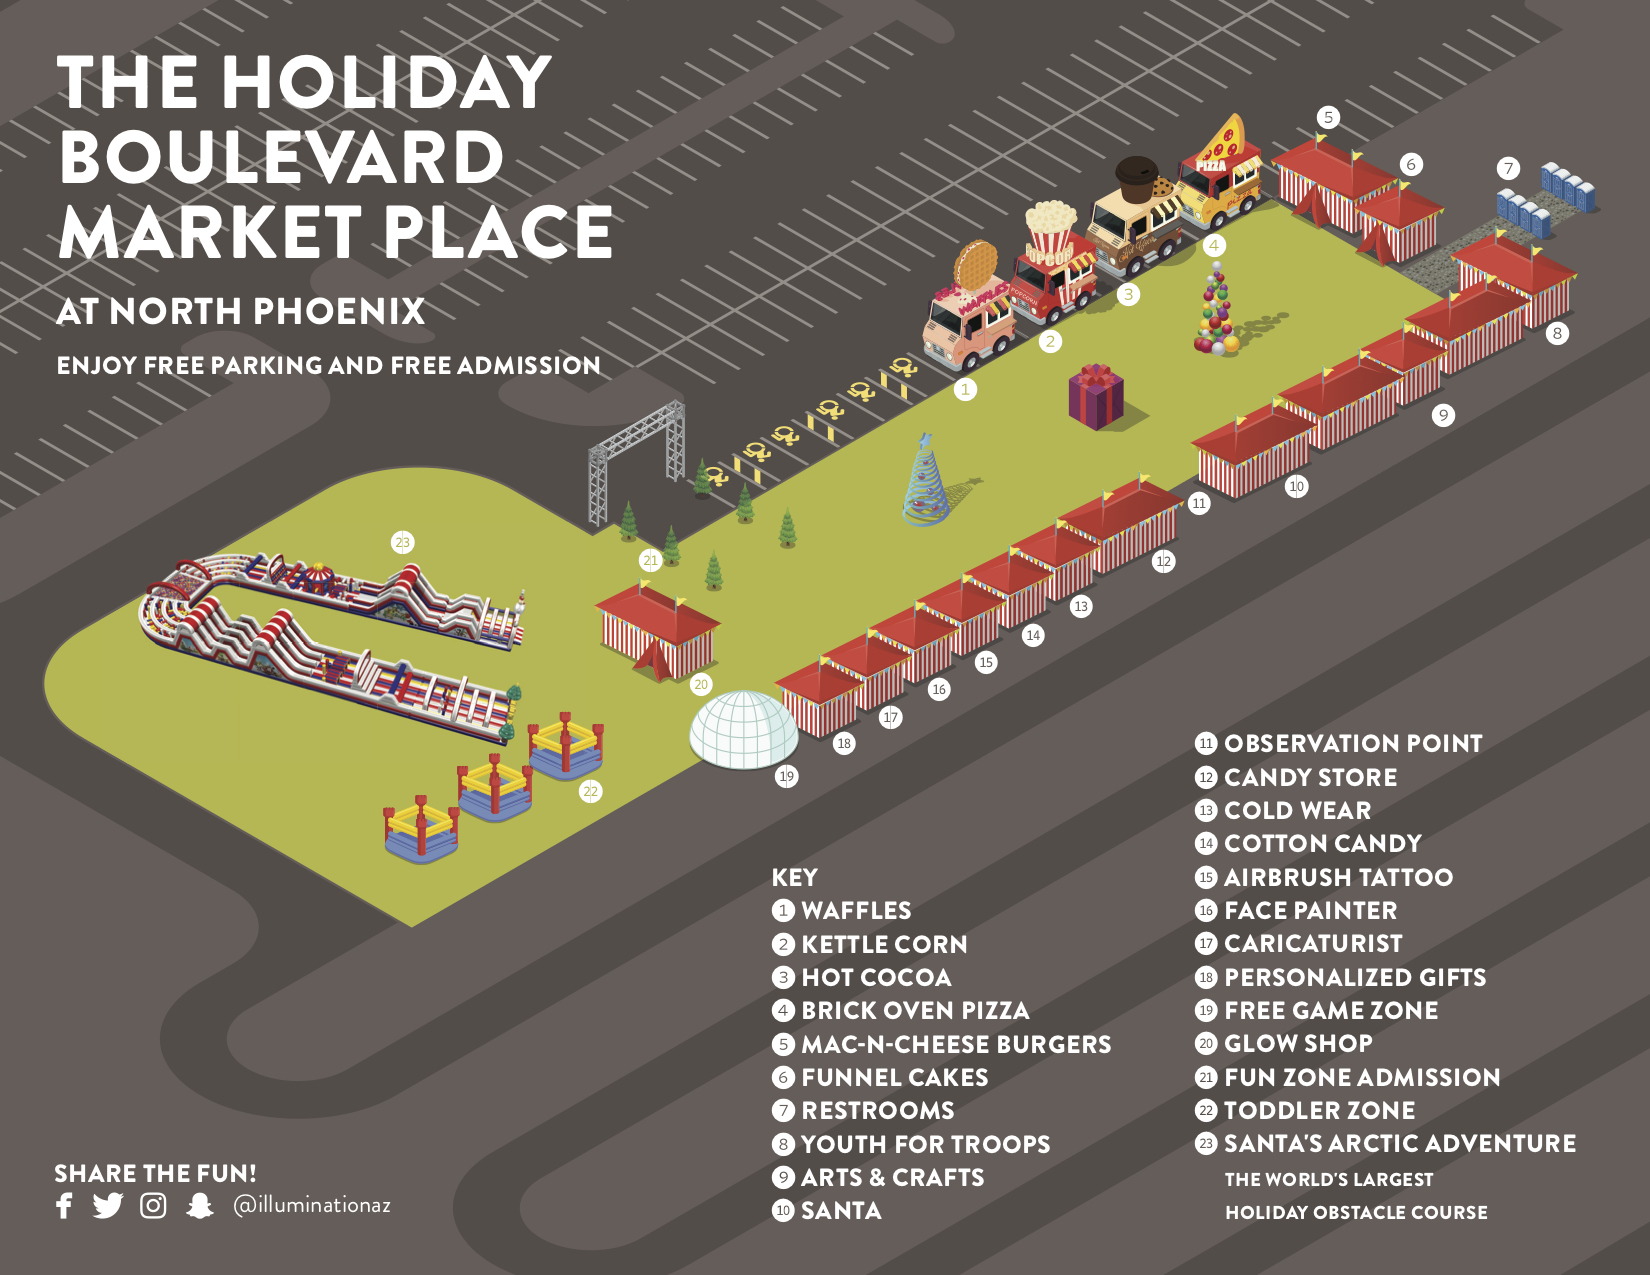 THE HOLIDAY
BOULEVARD
MARKET PLACE
AT NORTH PHOENIX
ENJOY FREE PARKING AND FREE ADMISSION
5
6
7
PIZZA
4
3
POPCORN
2
1
8
9
10
11
12
13
14
15
16
17
18
19
20
21
22
23
KEY
1 WAFFLES
2 KETTLE CORN
3 HOT COCOA
4 BRICK OVEN PIZZA
5 MAC-N-CHEESE BURGERS
6 FUNNEL CAKES
7 RESTROOMS
8 YOUTH FOR TROOPS
9 ARTS & CRAFTS
10 SANTA
11 OBSERVATION POINT
12 CANDY STORE
13 COLD WEAR
14 COTTON CANDY
15 AIRBRUSH TATTOO
16 FACE PAINTER
17 CARICATURIST
18 PERSONALIZED GIFTS
19 FREE GAME ZONE
20 GLOW SHOP
21 FUN ZONE ADMISSION
22 TODDLER ZONE
23 SANTA'S ARCTIC ADVENTURE
THE WORLD'S LARGEST
HOLIDAY OBSTACLE COURSE
SHARE THE FUN!
@illuminationaz